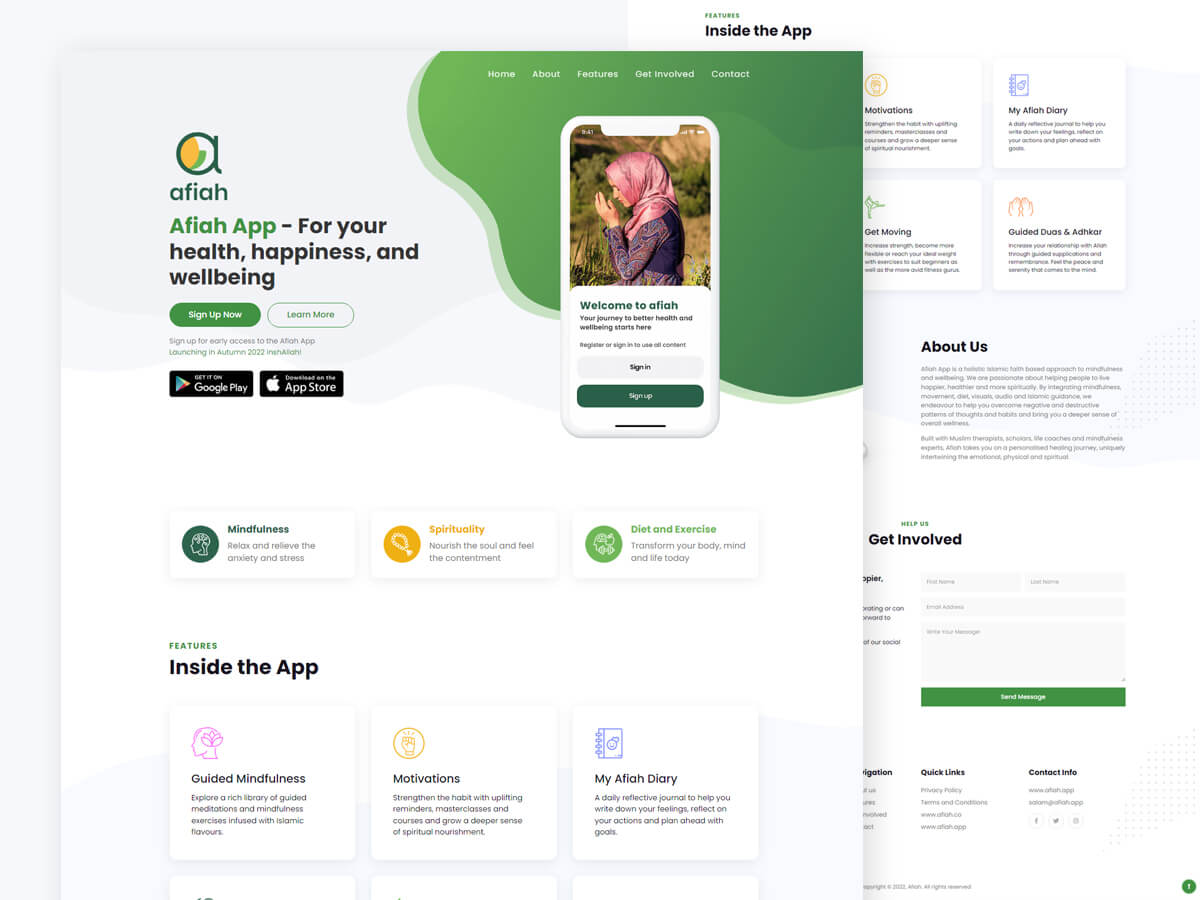 Home About Features Get Involved Contact
afiah
Afiah App - For your
health, happiness, and
wellbeing
Sign Up Now
Learn More
Sign up for early access to the Afiah App
Launching in Autumn 2022 inshAllah!
GET IT ON
Google Play
Download on the
App Store
9:41
Welcome to afiah
Your journey to better health and
wellbeing starts here
Register or sign in to use all content
Sign in
Sign up
Mindfulness
Relax and relieve the
anxiety and stress
Spirituality
Nourish the soul and feel
the contentment
Diet and Exercise
Transform your body, mind
and life today
FEATURES
Inside the App
Guided Mindfulness
Explore a rich library of guided
meditations and mindfulness
exercises infused with Islamic
flavours.
Motivations
Strengthen the habit with uplifting
reminders, masterclasses and
courses and grow a deeper sense
of spiritual nourishment.
My Afiah Diary
A daily reflective journal to help you
write down your feelings, reflect on
your actions and plan ahead with
goals.
FEATURES
Inside the App
Motivations
Strengthen the habit with uplifting
reminders, masterclasses and
courses and grow a deeper sense
of spiritual nourishment.
My Afiah Diary
A daily reflective journal to help you
write down your feelings, reflect on
your actions and plan ahead with
goals.
Get Moving
Increase strength, become more
flexible or reach your ideal weight
with exercises to suit beginners as
well as the more avid fitness gurus.
Guided Duas & Adhkar
Increase your relationship with Allah
through guided supplications and
remembrance. Feel the peace and
serenity that comes to the mind.
About Us
Afiah App is a holistic Islamic faith based approach to mindfulness
and wellbeing. We are passionate about helping people to live
happier, healthier and more spiritually. By integrating mindfulness,
movement, diet, visuals, audio and Islamic guidance, we
endeavour to help you overcome negative and destructive
patterns of thoughts and habits and bring you a deeper sense of
overall wellness.
Built with Muslim therapists, scholars, life coaches and mindfulness
experts, Afiah takes you on a personalised healing journey, uniquely
intertwining the emotional, physical and spiritual.
HELP US
Get Involved
or can
to
of our social
First Name
Last Name
Email Address
Write Your Message!
Send Message
Quick Links
Privacy Policy
Terms and Conditions
www.afiah.co
www.afiah.app
Contact Info
www.afiah.app
salam@afiah.app
© 2022, Afiah. All rights reserved